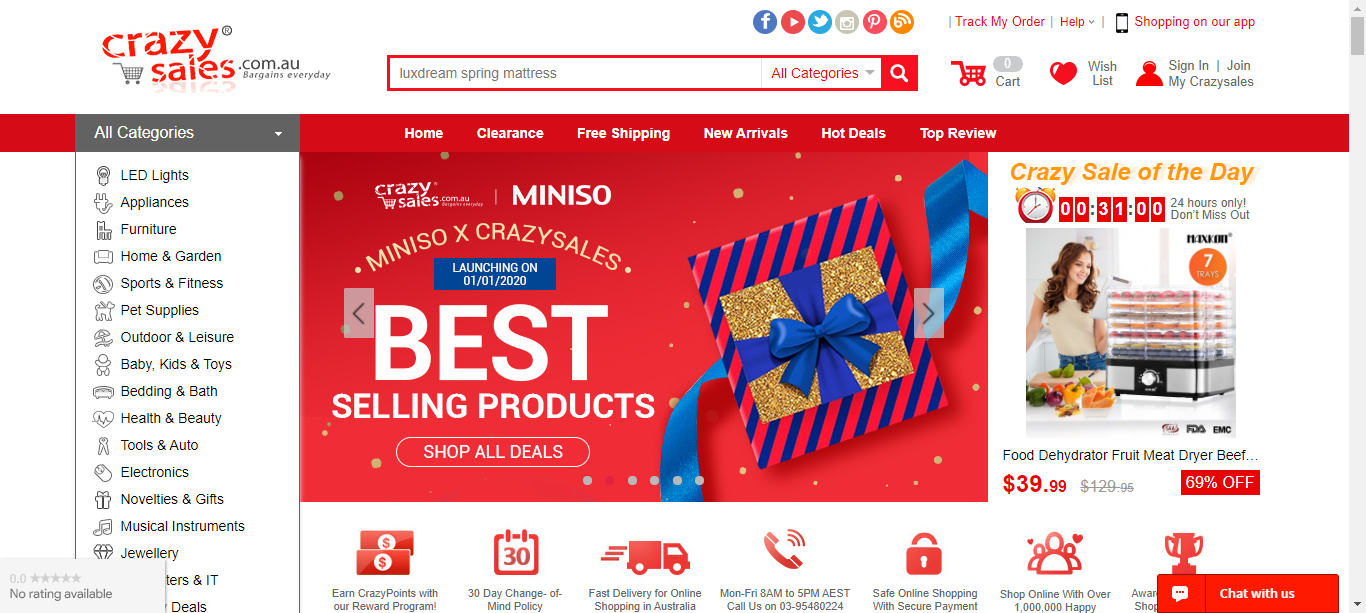 crazy®
sales.com.au
Bargains everyday
| Track My Order | Help | Shopping on our app
luxdream spring mattress
All Categories
0
Cart
Wish
List
Sign In | Join
My Crazysales
All Categories
Home
Clearance
Free Shipping
New Arrivals
Hot Deals
Top Review
LED Lights
Appliances
Furniture
Home & Garden
Sports & Fitness
Pet Supplies
Outdoor & Leisure
Baby, Kids & Toys
Bedding & Bath
Health & Beauty
Tools & Auto
Electronics
Novelties & Gifts
Musical Instruments
Jewellery
ters & IT
Deals
0.0 ★★★★★
No rating available
crazy
sales.com.au
Bargains everyday
| MINISO
MINISO X CRAZYSALES
LAUNCHING ON
01/01/2020
BEST
SELLING PRODUCTS
SHOP ALL DEALS
Crazy Sale of the Day
00:31:00
24 hours only!
Don't Miss Out
MAXKON
7
TRAYS
FDA EMC
Food Dehydrator Fruit Meat Dryer Beef...
$39.99 $129.95
69% OFF
$
$
Earn CrazyPoints with
our Reward Program!
30
30 Day Change- of-
Mind Policy
Fast Delivery for Online
Shopping in Australia
Mon-Fri 8AM to 5PM AEST
Call Us on 03-95480224
Safe Online Shopping
With Secure Payment
Shop Online With Over
1,000,000 Happy
Chat with us